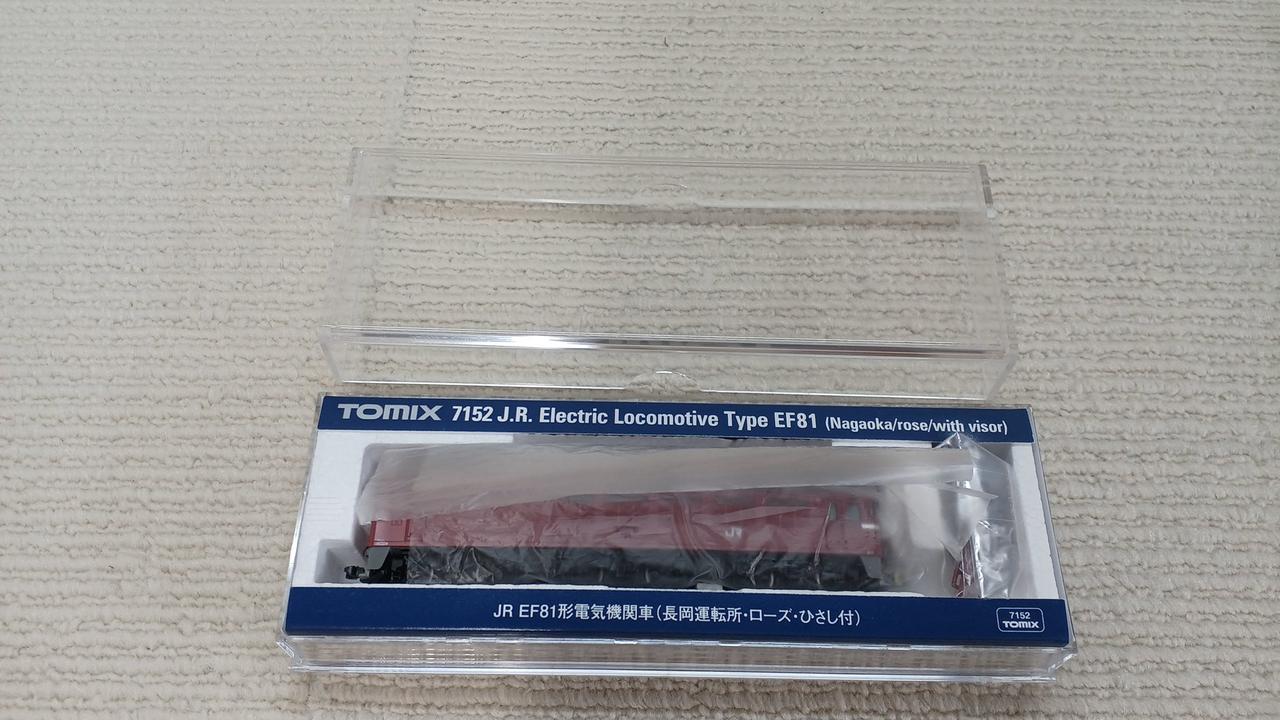 TOMIX 7152 J.R. Electric Locomotive Type EF81 (Nagaoka/rose/with visor)
JR
JR EF81形電気機関車(長岡運転所・ローズ・ひさし付)
7152
TOMIX